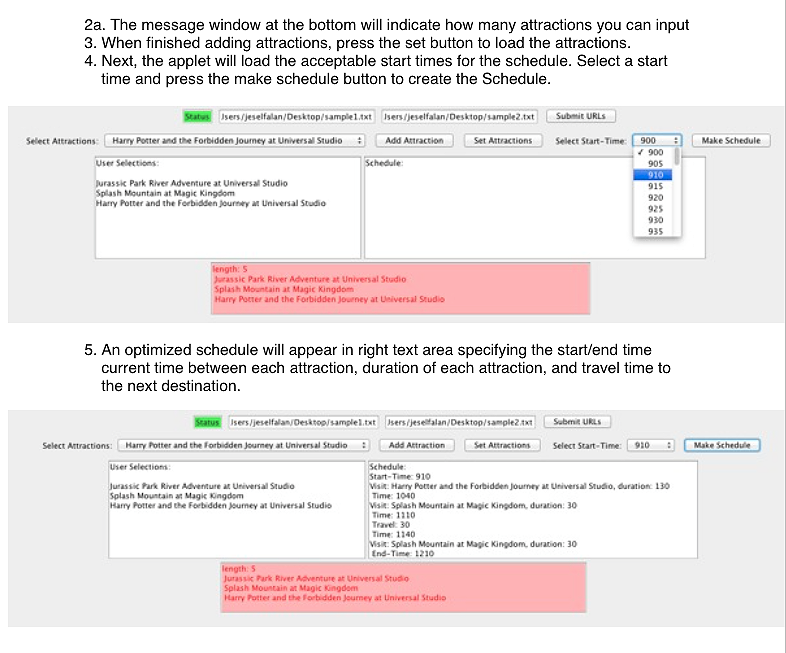 2a. The message window at the bottom will indicate how many attractions you can input
3. When finished adding attractions, press the set button to load the attractions.
4. Next, the applet will load the acceptable start times for the schedule. Select a start
time and press the make schedule button to create the Schedule.
Status Isers/jeselfalan/Desktop/sample1.txt Isers/jeselfalan/Desktop/sample2.txt Submit URLs
Select Attractions: Harry Potter and the Forbidden Journey at Universal Studio Add Attraction Set Attractions Select Start-Time: 900 Make Schedule
✓ 900
905
910
915
920
925
930
935
User Selections:
Jurassic Park River Adventure at Universal Studio
Splash Mountain at Magic Kingdom
Harry Potter and the Forbidden Journey at Universal Studio
Schedule:
length: 5
Jurassic Park River Adventure at Universal Studio
Splash Mountain at Magic Kingdom
Harry Potter and the Forbidden Journey at Universal Studio
5. An optimized schedule will appear in right text area specifying the start/end time
current time between each attraction, duration of each attraction, and travel time to
the next destination.
Status Isers/jeselfalan/Desktop/sample1.txt Isers/jeselfalan/Desktop/sample2.txt Submit URLs
Select Attractions: Harry Potter and the Forbidden Journey at Universal Studio Add Attraction Set Attractions Select Start-Time: 910 Make Schedule
User Selections:
Jurassic Park River Adventure at Universal Studio
Splash Mountain at Magic Kingdom
Harry Potter and the Forbidden Journey at Universal Studio
Schedule:
Start-Time: 910
Visit: Harry Potter and the Forbidden Journey at Universal Studio, duration: 130
Time: 1040
Visit: Splash Mountain at Magic Kingdom, duration: 30
Time: 1110
Travel: 30
Time: 1140
Visit: Splash Mountain at Magic Kingdom, duration: 30
End-Time: 1210
length: 5
Jurassic Park River Adventure at Universal Studio
Splash Mountain at Magic Kingdom
Harry Potter and the Forbidden Journey at Universal Studio